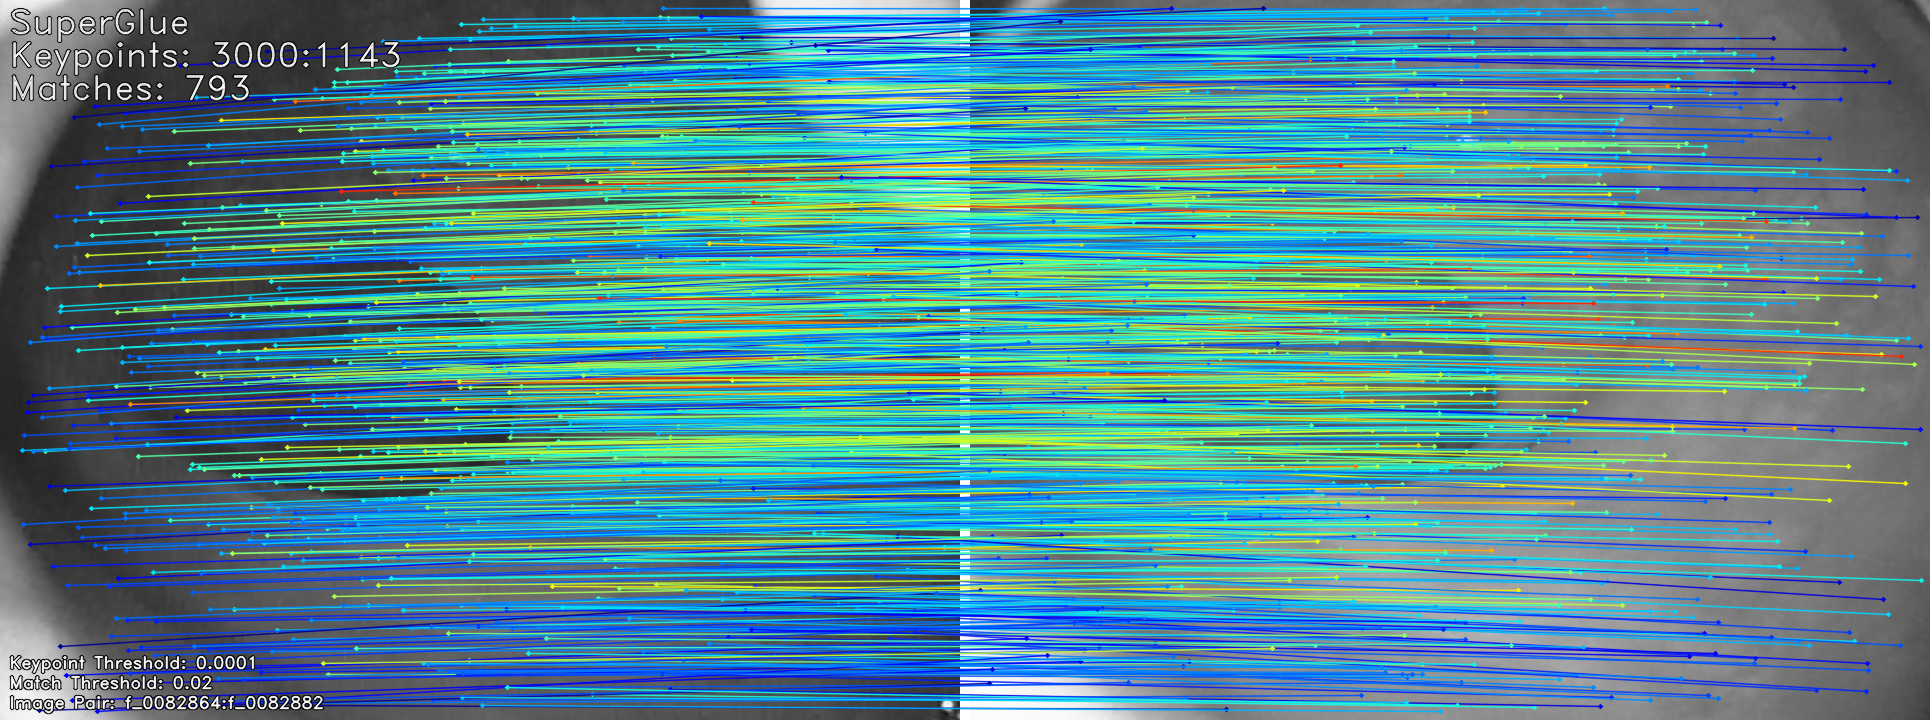 SuperGlue
Keypoints: 3000:1143
Matches: 793
Keypoint Threshold: 0.0001
Match Threshold: 0.02
Image Pair: f_0082864:f_0082882